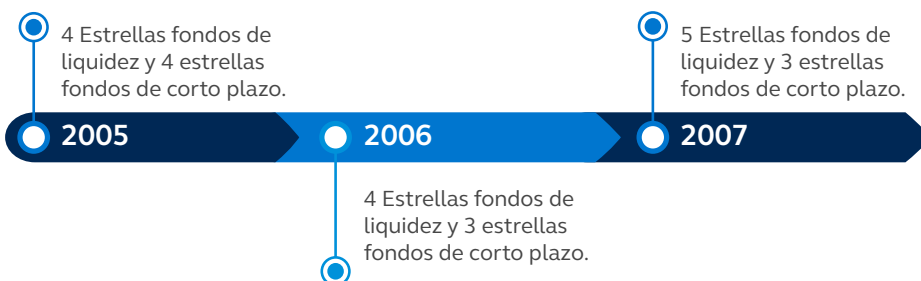 4 Estrellas fondos de
liquidez y 4 estrellas
fondos de corto plazo.
2005
4 Estrellas fondos de
liquidez y 3 estrellas
fondos de corto plazo.
2006
5 Estrellas fondos de
liquidez y 3 estrellas
fondos de corto plazo.
2007